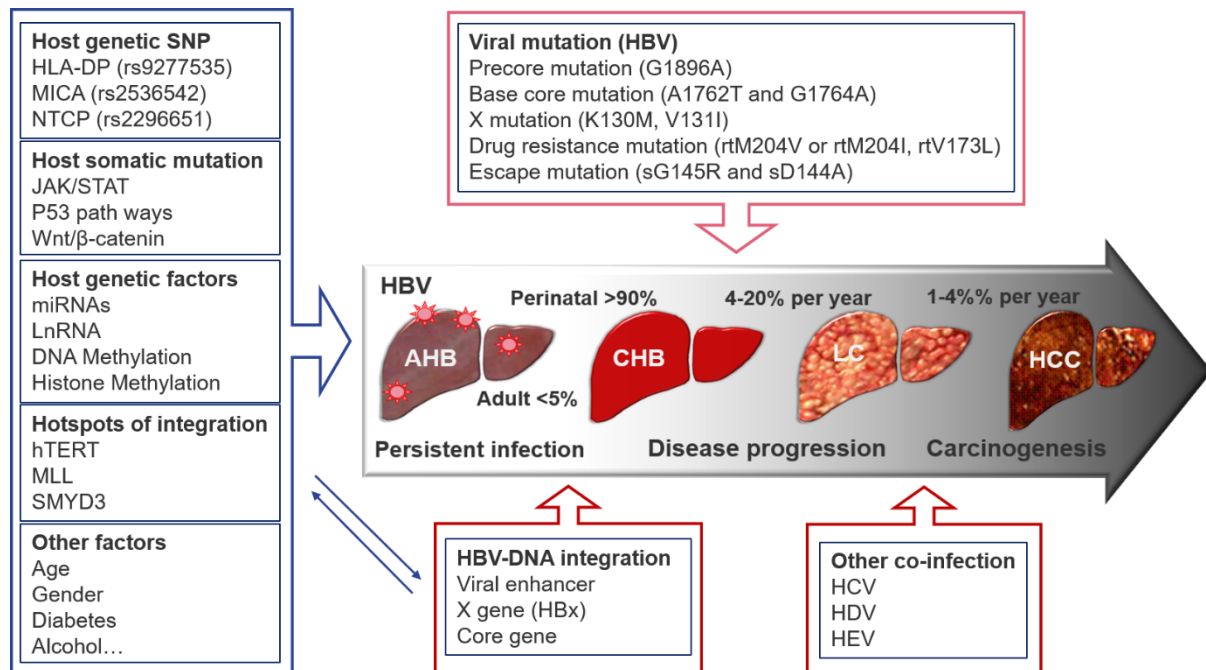 Host genetic SNP
HLA-DP (rs9277535)
MICA (rs2536542)
NTCP (rs2296651)
Host somatic mutation
JAK/STAT
P53 path ways
Wnt/β-catenin
Host genetic factors
miRNAs
LnRNA
DNA Methylation
Histone Methylation
Hotspots of integration
hTERT
MLL
SMYD3
Other factors
Age
Gender
Diabetes
Alcohol…
Viral mutation (HBV)
Precore mutation (G1896A)
Base core mutation (A1762T and G1764A)
X mutation (K130M, V131I)
Drug resistance mutation (rtM204V or rtM204I, rtV173L)
Escape mutation (sG145R and sD144A)
HBV
Perinatal >90%
4-20% per year
1-4%% per year
AHB
CHB
LC
HCC
Adult <5%
Persistent infection
Disease progression
Carcinogenesis
HBV-DNA integration
Viral enhancer
X gene (HBx)
Core gene
Other co-infection
HCV
HDV
HEV